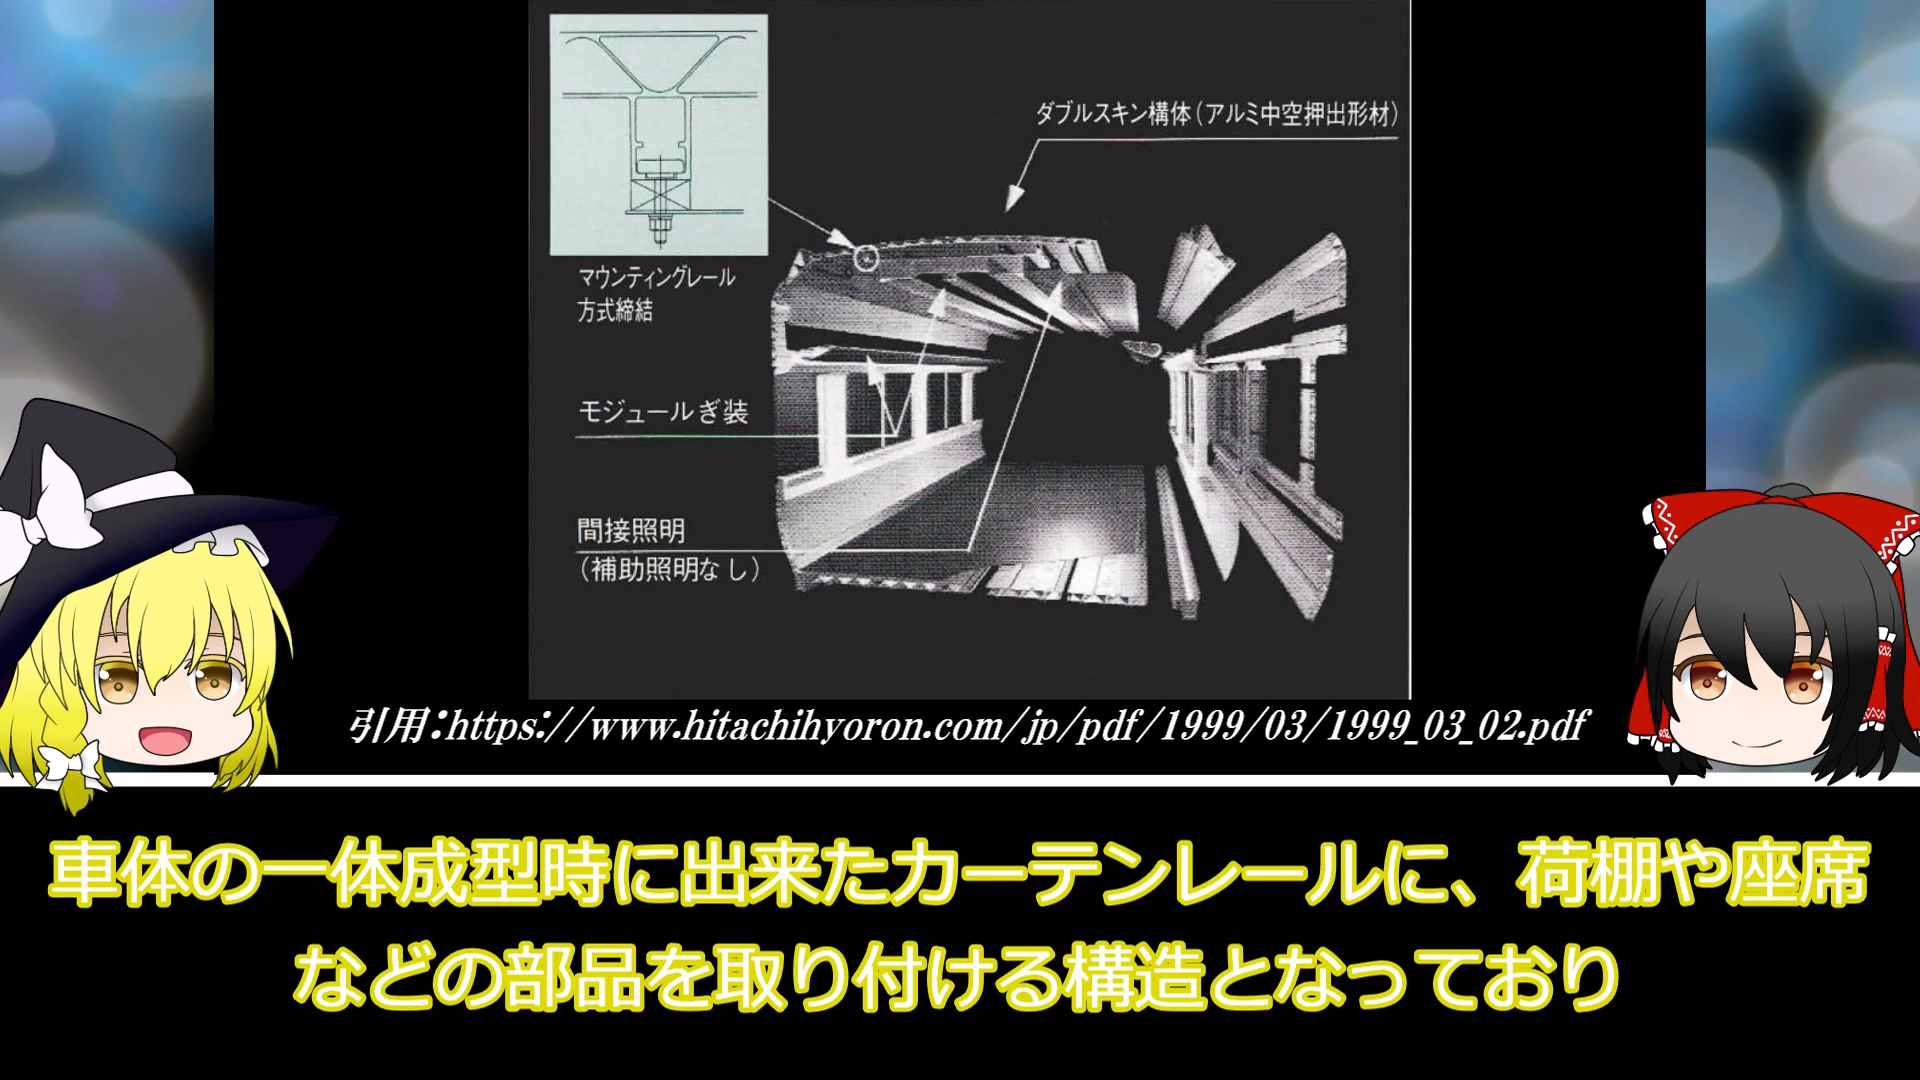 ダブルスキン構体(アルミ中空押出形材)
マウンティングレール
方式締結
モジュールぎ装
間接照明
(補助照明なし)
引用:https://www.hitachihyoron.com/jp/pdf/1999/03/1999_03_02.pdf
車体の一体成型時に出来たカーテンレールに、荷棚や座席
などの部品を取り付ける構造となっており